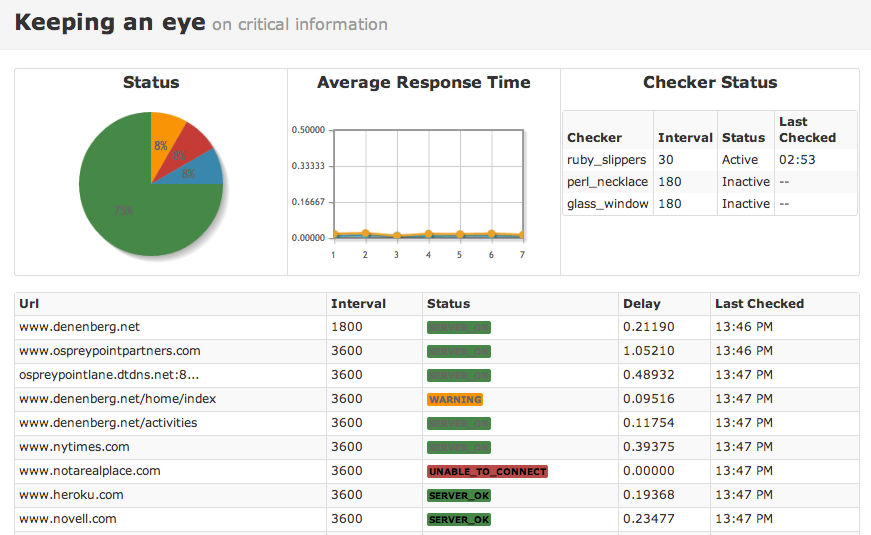 Keeping an eye on critical information
Status
Average Response Time
Checker Status
8%
8%
8%
75%
0.50000
0.33333
0.16667
0.00000
1 2 3 4 5 6 7
Checker Interval Status Last Checked
ruby_slippers 30 Active 02:53
perl_necklace 180 Inactive --
glass_window 180 Inactive --
Url Interval Status Delay Last Checked
www.denenberg.net 1800 SERVER_OK 0.21190 13:46 PM
www.ospreypointpartners.com 3600 SERVER_OK 1.05210 13:46 PM
ospreypointlane.dtdns.net:8... 3600 SERVER_OK 0.48932 13:47 PM
www.denenberg.net/home/index 3600 WARNING 0.09516 13:47 PM
www.denenberg.net/activities 3600 SERVER_OK 0.11754 13:47 PM
www.nytimes.com 3600 SERVER_OK 0.39375 13:47 PM
www.notarealplace.com 3600 UNABLE_TO_CONNECT 0.00000 13:47 PM
www.heroku.com 3600 SERVER_OK 0.19368 13:47 PM
www.novell.com 3600 SERVER_OK 0.23477 13:47 PM